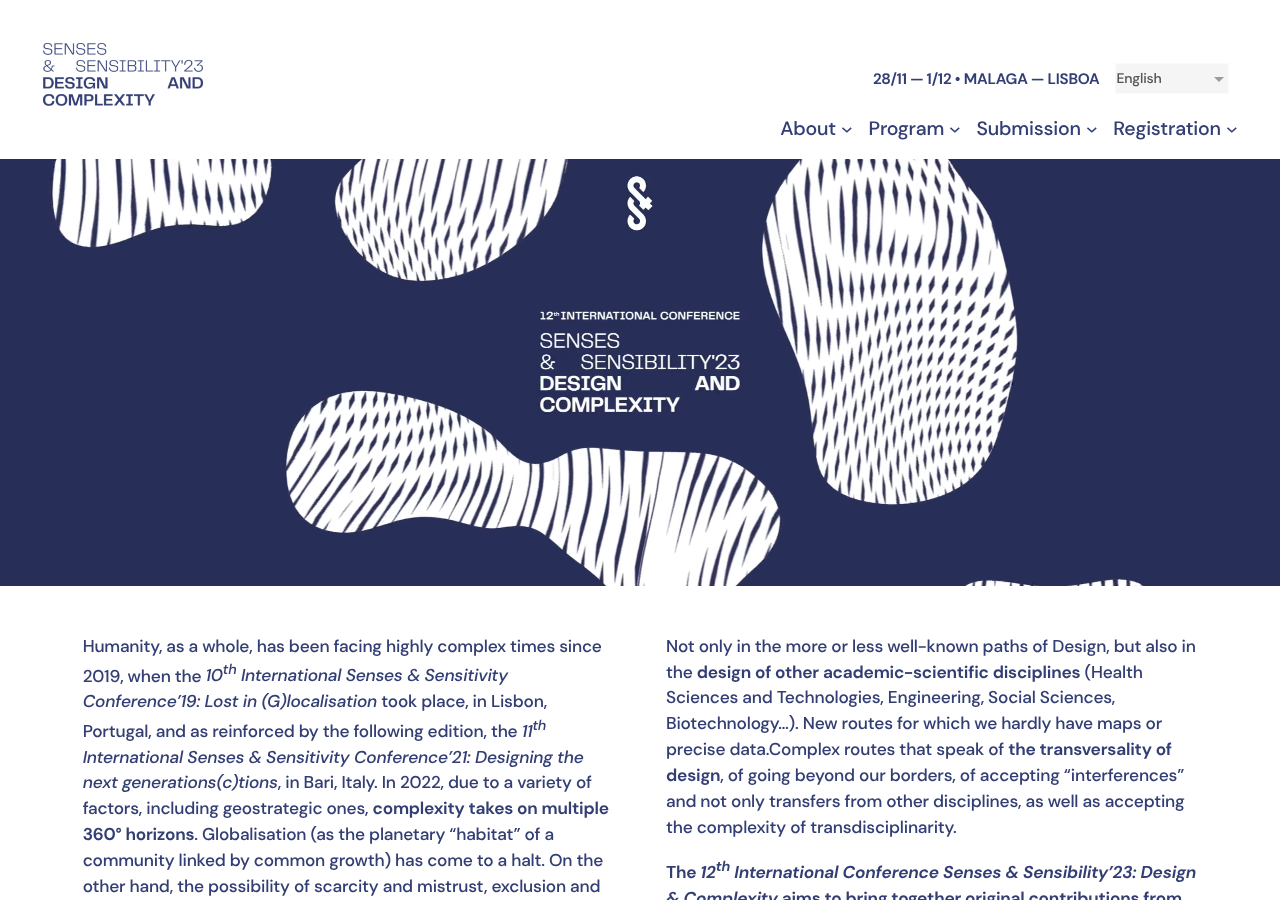 SENSES
& SENSIBILITY'23
DESIGN AND
COMPLEXITY
28/11 — 1/12 • MALAGA — LISBOA
English
About
Program
Submission
Registration
12th INTERNATIONAL CONFERENCE
SENSES
& SENSIBILITY'23
DESIGN AND
COMPLEXITY
Humanity, as a whole, has been facing highly complex times since
2019, when the 10th International Senses & Sensitivity
Conference’19: Lost in (G)localisation took place, in Lisbon,
Portugal, and as reinforced by the following edition, the 11th
International Senses & Sensitivity Conference’21: Designing the
next generations(c)tions, in Bari, Italy. In 2022, due to a variety of
factors, including geostrategic ones, complexity takes on multiple
360° horizons. Globalisation (as the planetary “habitat” of a
community linked by common growth) has come to a halt. On the
other hand, the possibility of scarcity and mistrust, exclusion and
Not only in the more or less well-known paths of Design, but also in
the design of other academic-scientific disciplines (Health
Sciences and Technologies, Engineering, Social Sciences,
Biotechnology…). New routes for which we hardly have maps or
precise data.Complex routes that speak of the transversality of
design, of going beyond our borders, of accepting “interferences”
and not only transfers from other disciplines, as well as accepting
the complexity of transdisciplinarity.
The 12th International Conference Senses & Sensibility’23: Design
& Complexity aims to bring together original contributions from